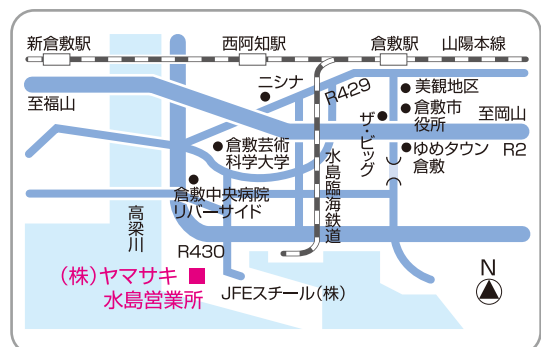 新倉敷駅
西阿知駅
倉敷駅
山陽本線
ニシナ
R429
美観地区
ザ・ビッグ
倉敷市
役所
至福山
至岡山
倉敷芸術
科学大学
水島臨海鉄道
ゆめタウン
倉敷
R2
倉敷中央病院
リバーサイド
高梁川
R430
(株)ヤマサキ
水島営業所
JFEスチール(株)
N